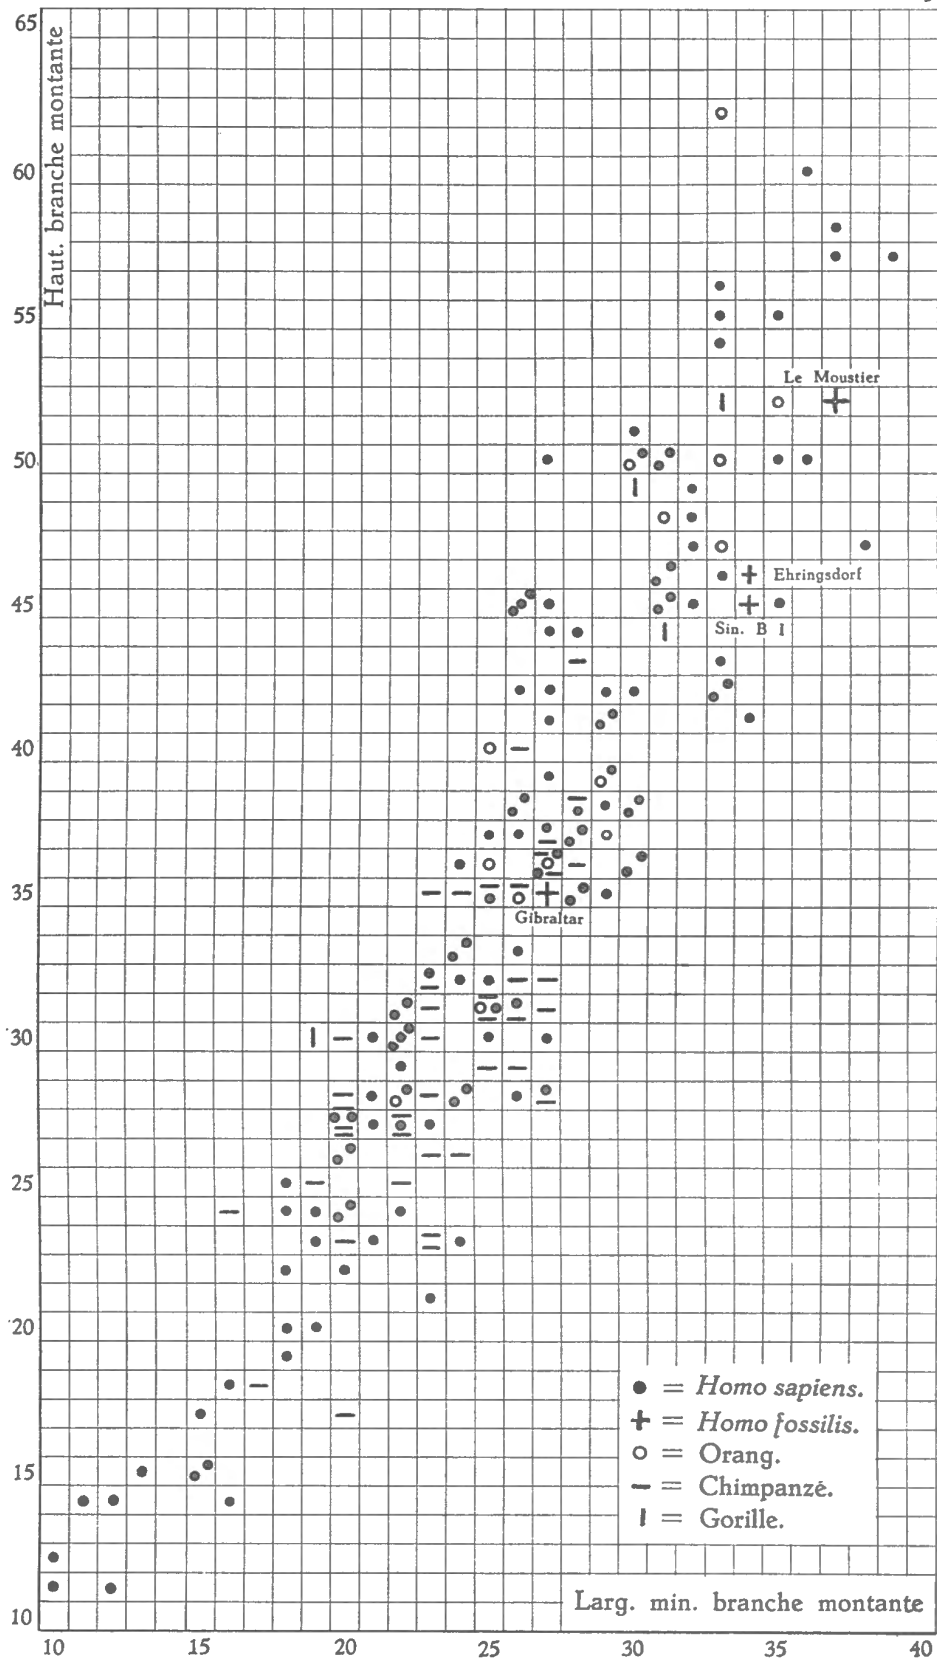 65
Haut. branche montante
60
55
Le Moustier
50
Ehringsdorf
45
Sin. B I
40
35
Gibraltar
30
25
20
● = Homo sapiens.
+ = Homo fossilis.
○ = Orang.
15
— = Chimpanzé.
| = Gorille.
Larg. min. branche montante
10
10 15 20 25 30 35 40